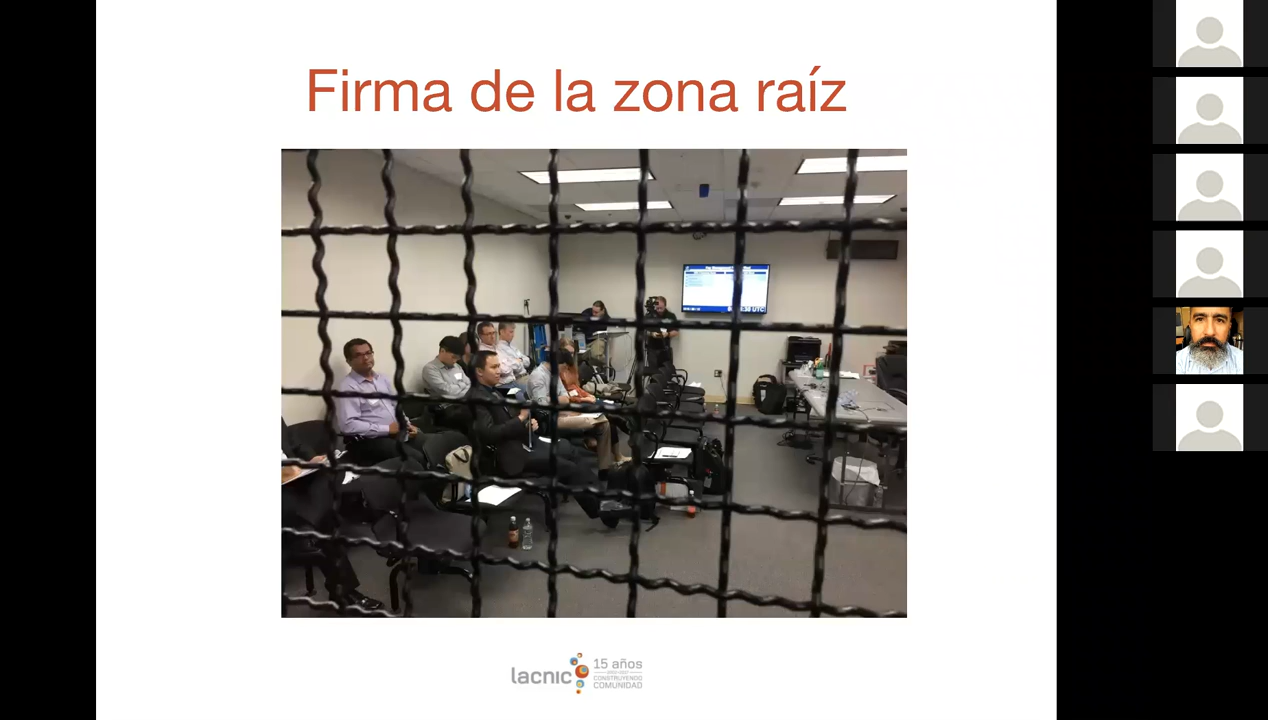 Firma de la zona raíz
lacnic
15 años
CONSTRUYENDO
COMUNIDAD